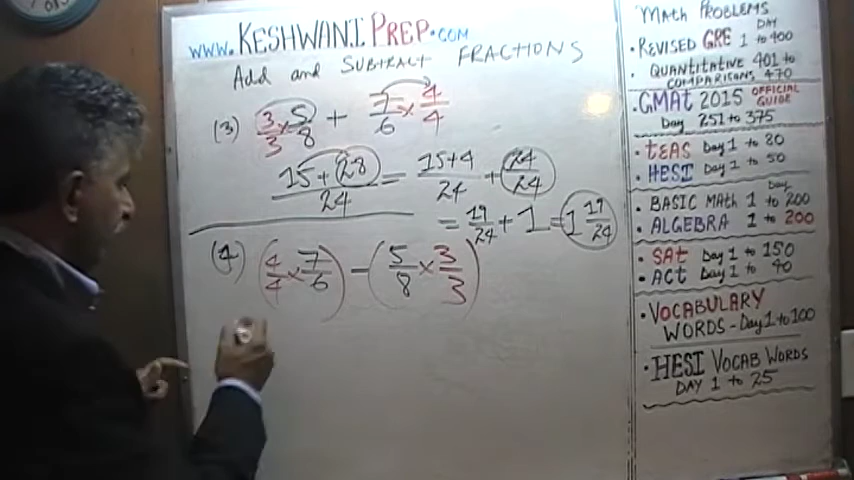 www.KESHWANIPREP.COM
Add and SUBTRACT FRACTIONS
(3) 3/3 x 5/8 + 7/6 x 4/4
15+28/24 = 15+4/24 + 24/24
= 19/24 + 1 = 1 19/24
(4) (4/4 x 7/6) - (5/8 x 3/3)
MATH PROBLEMS
DAY
• REVISED GRE 1 to 400
• QUANTITATIVE 401 to
COMPARISONS 470
• GMAT 2015 OFFICIAL
GUIDE
Day 251 to 375
• TEAS Day 1 to 80
• HESI Day 1 to 50
Day
• BASIC MATH 1 to 200
• ALGEBRA 1 to 200
• SAT Day 1 to 150
• ACT Day 1 to 40
• VOCABULARY
WORDS - Day 1 to 100
• HESI VOCAB WORDS
DAY 1 to 25